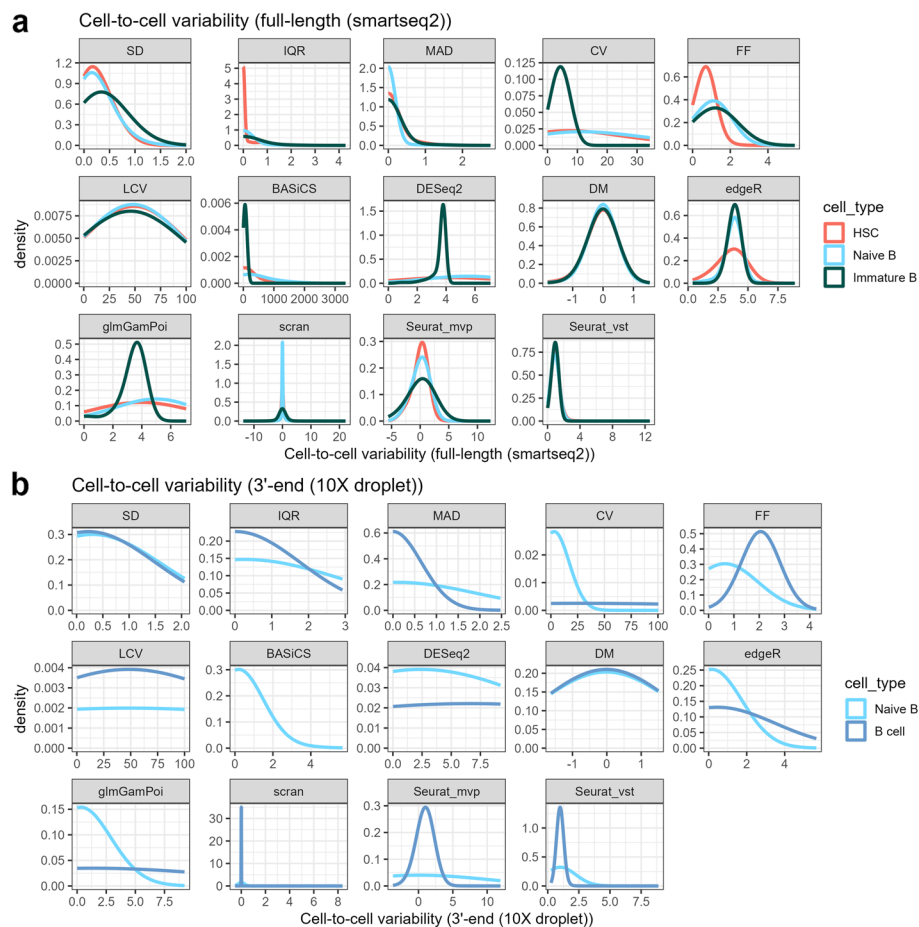 a
Cell-to-cell variability (full-length (smartseq2))
SD IQR MAD CV FF
1.2 0.9 0.6 0.3 0.0
5 4 3 2 1 0
2.0 1.5 1.0 0.5 0.0
0.125 0.100 0.075 0.050 0.025 0.000
0.6 0.4 0.2 0.0
0.0 0.5 1.0 1.5 2.0
0 1 2 3 4
0 1 2
0 10 20 30
0 2 4
LCV BASiCS DESeq2 DM edgeR
0.0075 0.0050 0.0025 0.0000
0.006 0.004 0.002 0.000
1.5 1.0 0.5 0.0
0.8 0.6 0.4 0.2 0.0
0.6 0.4 0.2 0.0
0 25 50 75 100
0 1000 2000 3000
0 2 4 6
-1 0 1
0.0 2.5 5.0 7.5
density
cell_type
HSC
Naive B
Immature B
glmGamPoi scran Seurat_mvp Seurat_vst
0.5 0.4 0.3 0.2 0.1 0.0
2.0 1.5 1.0 0.5 0.0
0.3 0.2 0.1 0.0
0.75 0.50 0.25 0.00
0 2 4 6
-10 0 10 20
-5 0 5 10
0 4 8 12
Cell-to-cell variability (full-length (smartseq2))
b
Cell-to-cell variability (3'-end (10X droplet))
SD IQR MAD CV FF
0.3 0.2 0.1 0.0
0.20 0.15 0.10 0.05 0.00
0.6 0.4 0.2 0.0
0.02 0.01 0.00
0.5 0.4 0.3 0.2 0.1 0.0
0.0 0.5 1.0 1.5 2.0
0 1 2 3
0.0 0.5 1.0 1.5 2.0 2.5
0 25 50 75 100
0 1 2 3 4
LCV BASiCS DESeq2 DM edgeR
0.004 0.003 0.002 0.001 0.000
0.3 0.2 0.1 0.0
0.04 0.03 0.02 0.01 0.00
0.20 0.15 0.10 0.05 0.00
0.25 0.20 0.15 0.10 0.05 0.00
0 25 50 75 100
0 2 4
0.0 2.5 5.0 7.5
-1 0 1
0 2 4
density
cell_type
Naive B
B cell
glmGamPoi scran Seurat_mvp Seurat_vst
0.15 0.10 0.05 0.00
30 20 10 0
0.3 0.2 0.1 0.0
1.0 0.5 0.0
0.0 2.5 5.0 7.5
0 2 4 6 8
0 5 10
0.0 2.5 5.0 7.5
Cell-to-cell variability (3'-end (10X droplet))